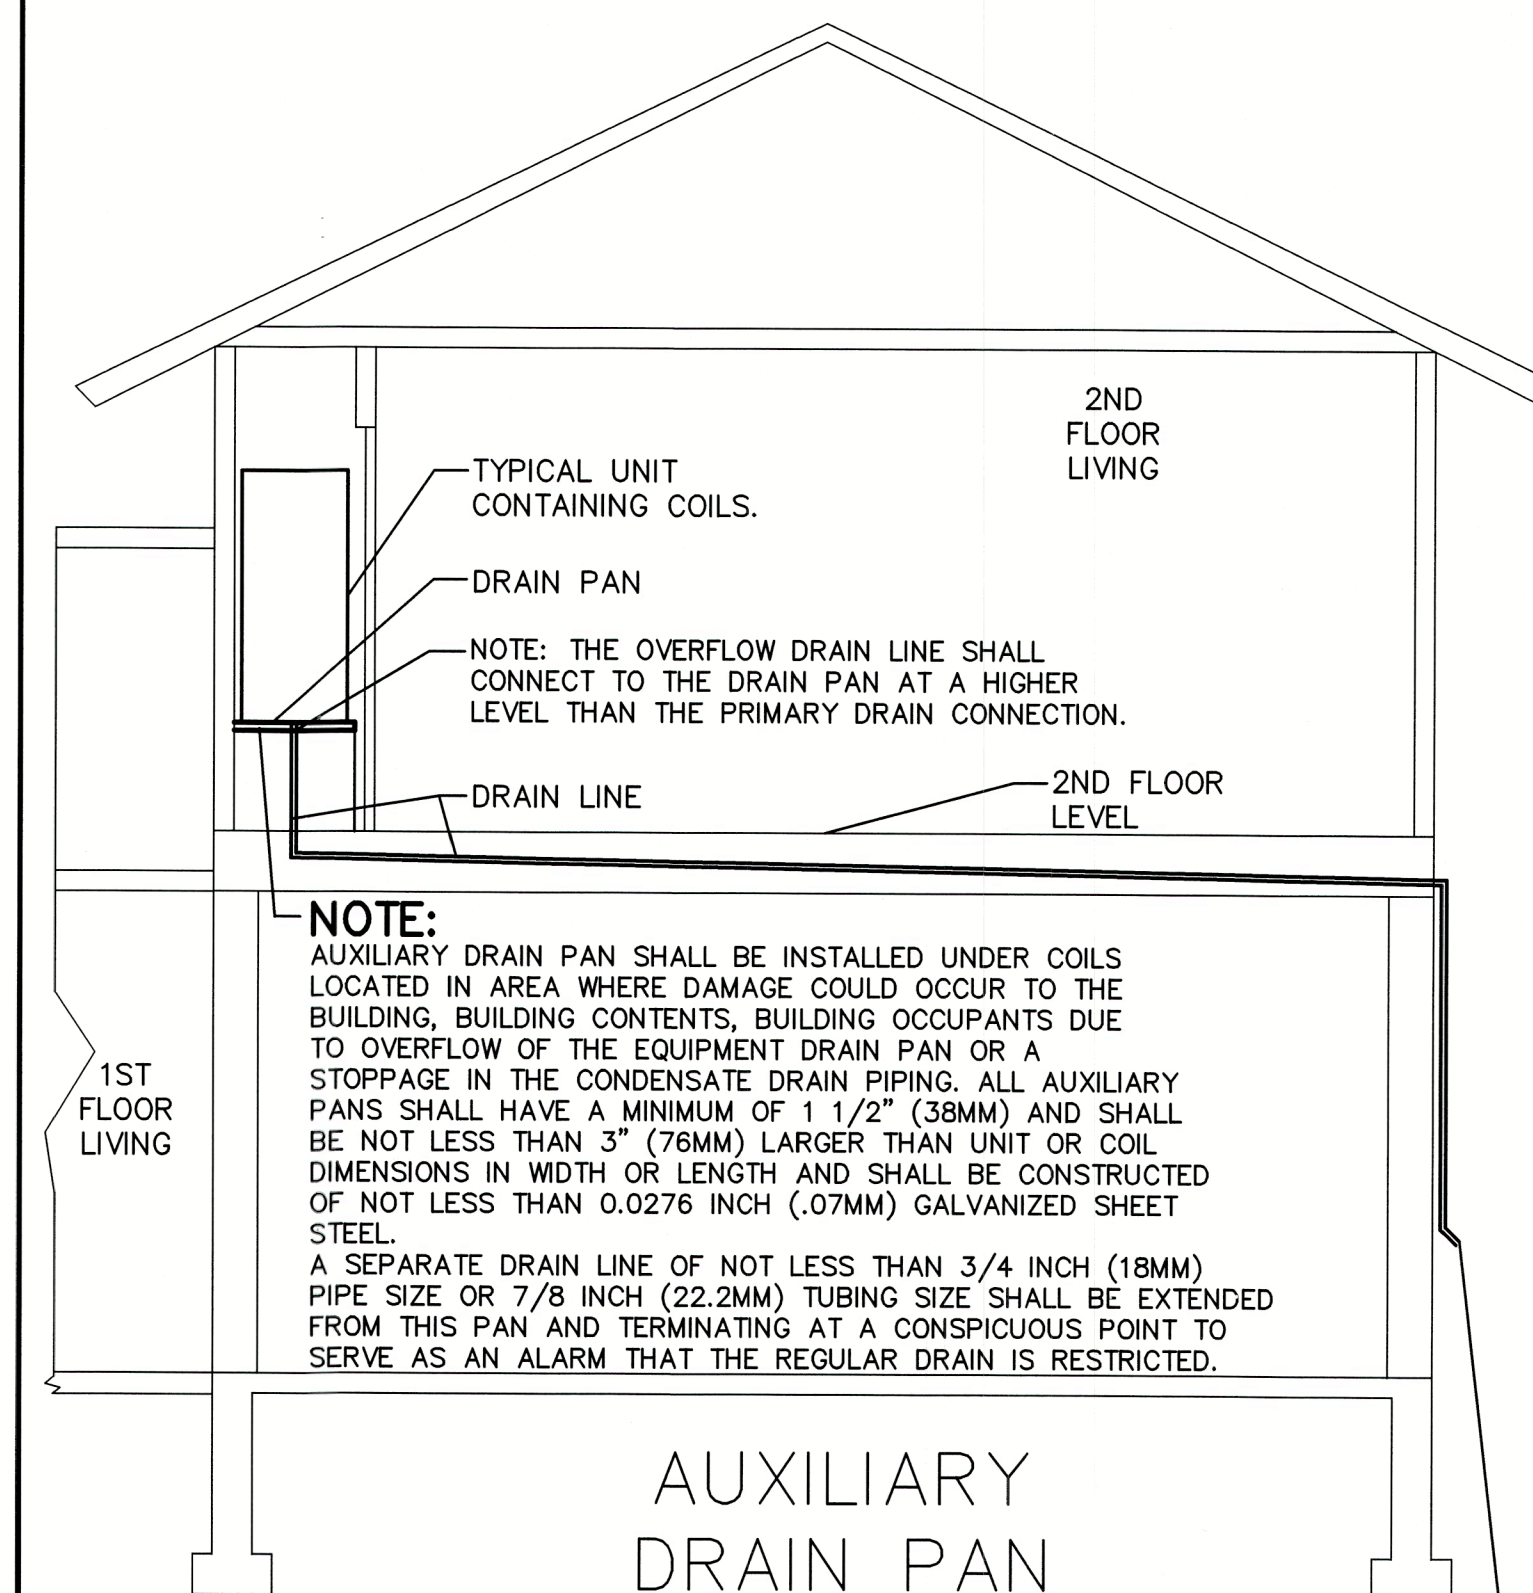 2ND
FLOOR
LIVING
TYPICAL UNIT
CONTAINING COILS.
DRAIN PAN
NOTE: THE OVERFLOW DRAIN LINE SHALL
CONNECT TO THE DRAIN PAN AT A HIGHER
LEVEL THAN THE PRIMARY DRAIN CONNECTION.
DRAIN LINE
2ND FLOOR
LEVEL
NOTE:
AUXILIARY DRAIN PAN SHALL BE INSTALLED UNDER COILS
LOCATED IN AREA WHERE DAMAGE COULD OCCUR TO THE
BUILDING, BUILDING CONTENTS, BUILDING OCCUPANTS DUE
TO OVERFLOW OF THE EQUIPMENT DRAIN PAN OR A
STOPPAGE IN THE CONDENSATE DRAIN PIPING. ALL AUXILIARY
PANS SHALL HAVE A MINIMUM OF 1 1/2" (38MM) AND SHALL
BE NOT LESS THAN 3" (76MM) LARGER THAN UNIT OR COIL
DIMENSIONS IN WIDTH OR LENGTH AND SHALL BE CONSTRUCTED
OF NOT LESS THAN 0.0276 INCH (.07MM) GALVANIZED SHEET
STEEL.
A SEPARATE DRAIN LINE OF NOT LESS THAN 3/4 INCH (18MM)
PIPE SIZE OR 7/8 INCH (22.2MM) TUBING SIZE SHALL BE EXTENDED
FROM THIS PAN AND TERMINATING AT A CONSPICUOUS POINT TO
SERVE AS AN ALARM THAT THE REGULAR DRAIN IS RESTRICTED.
1ST
FLOOR
LIVING
AUXILIARY
DRAIN PAN